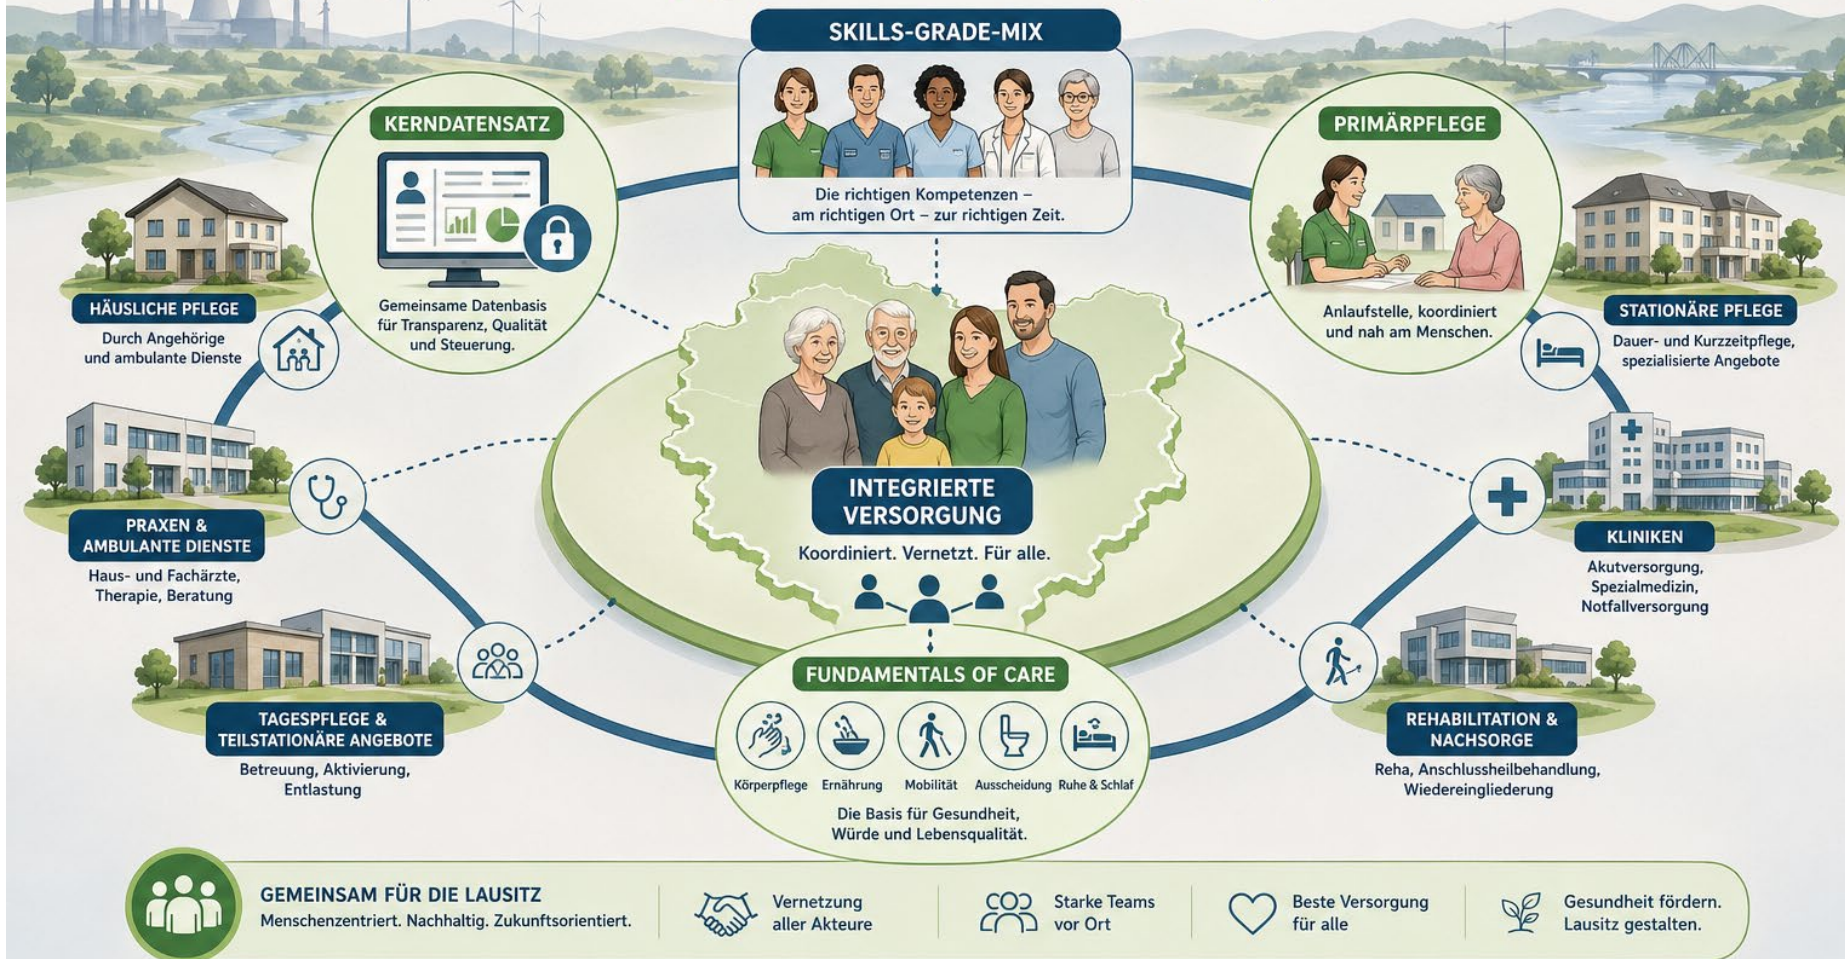 SKILLS-GRADE-MIX
Die richtigen Kompetenzen –
am richtigen Ort – zur richtigen Zeit.
KERNDATENSATZ
Gemeinsame Datenbasis
für Transparenz, Qualität
und Steuerung.
PRIMÄRPFLEGE
Anlaufstelle, koordiniert
und nah am Menschen.
HÄUSLICHE PFLEGE
Durch Angehörige
und ambulante Dienste
STATIONÄRE PFLEGE
Dauer- und Kurzzeitpflege,
spezialisierte Angebote
INTEGRIERTE
VERSORGUNG
Koordiniert. Vernetzt. Für alle.
PRAXEN &
AMBULANTE DIENSTE
Haus- und Fachärzte,
Therapie, Beratung
KLINIKEN
Akutversorgung,
Spezialmedizin,
Notfallversorgung
TAGESPFLEGE &
TEILSTATIONÄRE ANGEBOTE
Betreuung, Aktivierung,
Entlastung
FUNDAMENTALS OF CARE
Körperpflege
Ernährung
Mobilität
Ausscheidung
Ruhe & Schlaf
Die Basis für Gesundheit,
Würde und Lebensqualität.
REHABILITATION &
NACHSORGE
Reha, Anschlussheilbehandlung,
Wiedereingliederung
GEMEINSAM FÜR DIE LAUSITZ
Menschenzentriert. Nachhaltig. Zukunftsorientiert.
Vernetzung
aller Akteure
Starke Teams
vor Ort
Beste Versorgung
für alle
Gesundheit fördern.
Lausitz gestalten.